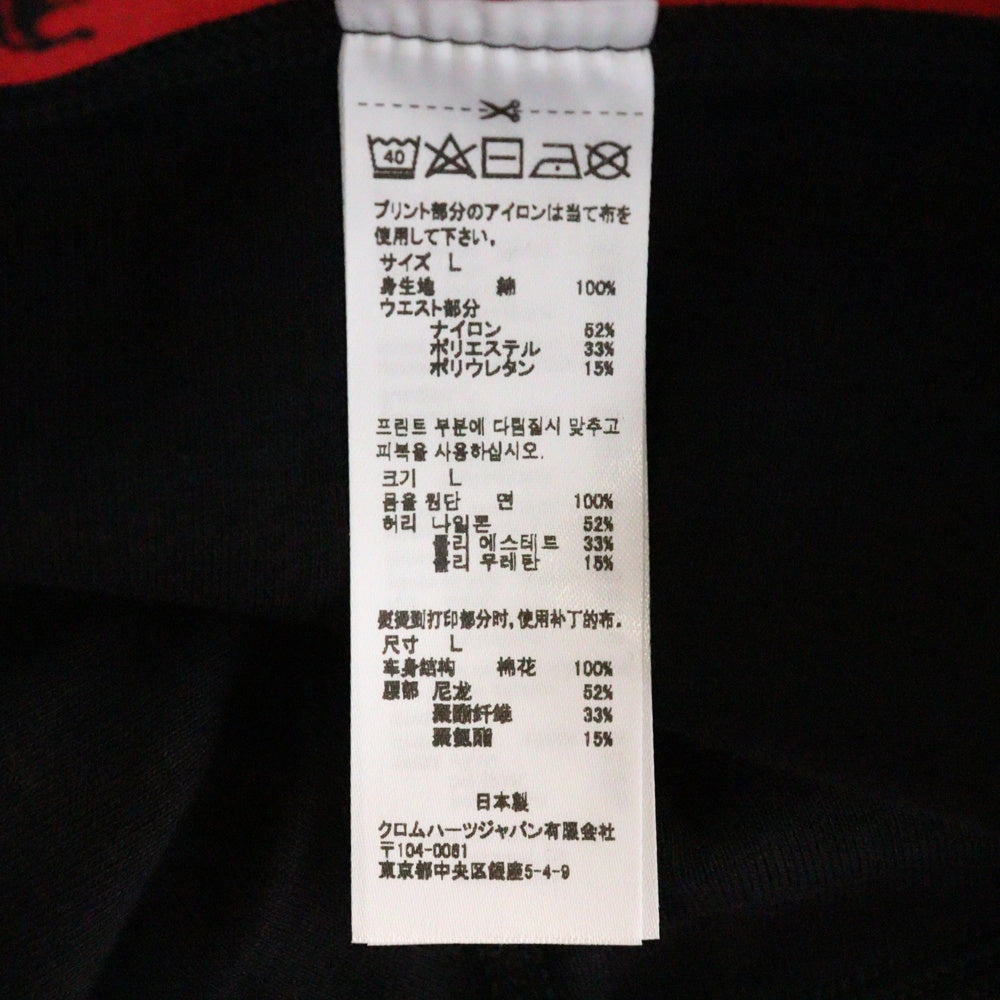 40
プリント部分のアイロンは当て布を
使用して下さい。
サイズ L
身生地 綿 100%
ウエスト部分
ナイロン 52%
ポリエステル 33%
ポリウレタン 15%
프린트 부분에 다림질시 맞추고
피복을 사용하십시오.
크기 L
몸을 원단 면 100%
허리 나일론 52%
폴리 에스테르 33%
폴리 우레탄 15%
熨烫到打印部分时,使用补丁的布.
尺寸 L
车身结构 棉花 100%
腰部 尼龙 52%
聚酯纤维 33%
聚氨酯 15%
日本製
クロムハーツジャパン有限会社
〒104-0061
東京都中央区銀座5-4-9